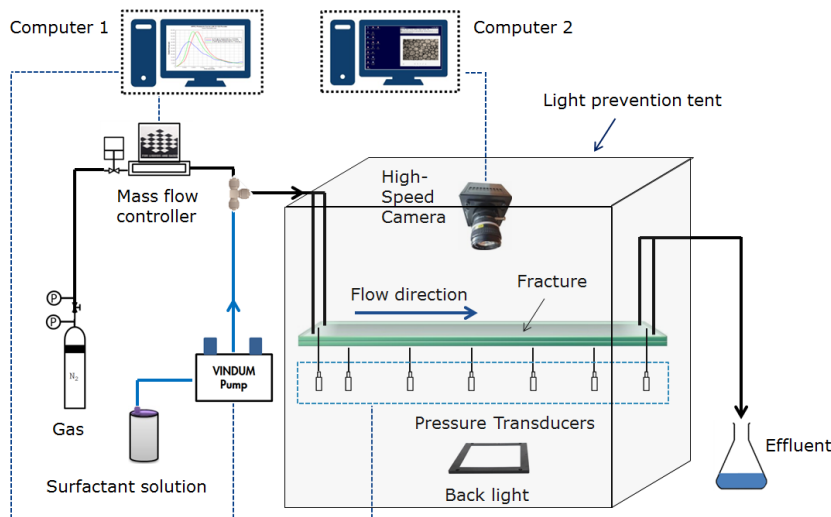 Computer 1
Computer 2
Light prevention tent
High-
Speed
Camera
Mass flow
controller
Fracture
Flow direction
P
P
N2
VINDUM
Pump
Pressure Transducers
Gas
Effluent
Surfactant solution
Back light